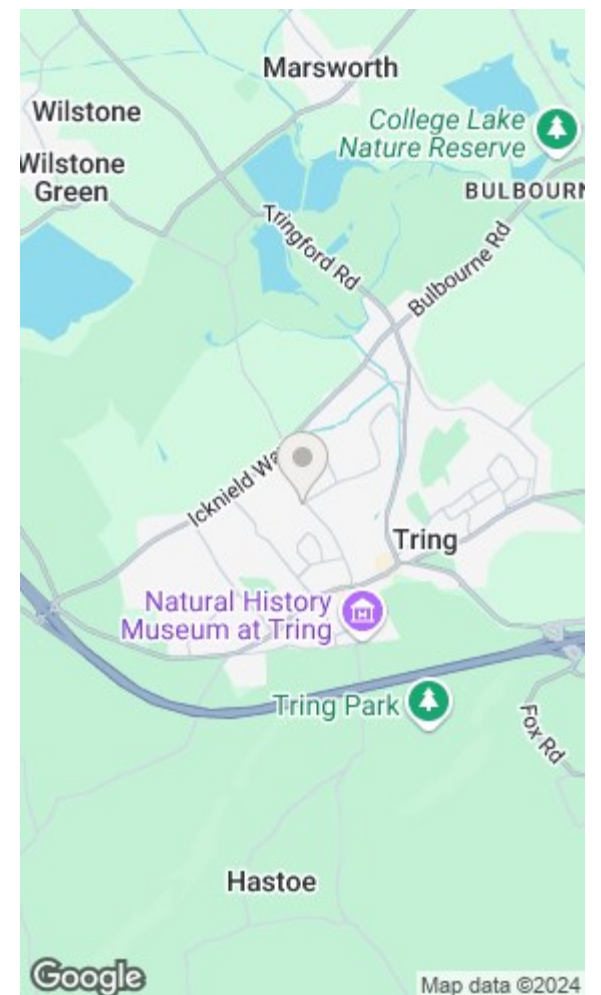 Marsworth
Wilstone
College Lake
Nature Reserve
Wilstone
Green
BULBOURN
Tringford Rd
Bulbourne Rd
Icknield Wa
Tring
Natural History
Museum at Tring
Tring Park
Fox Rd
Hastoe
Google
Map data ©2024